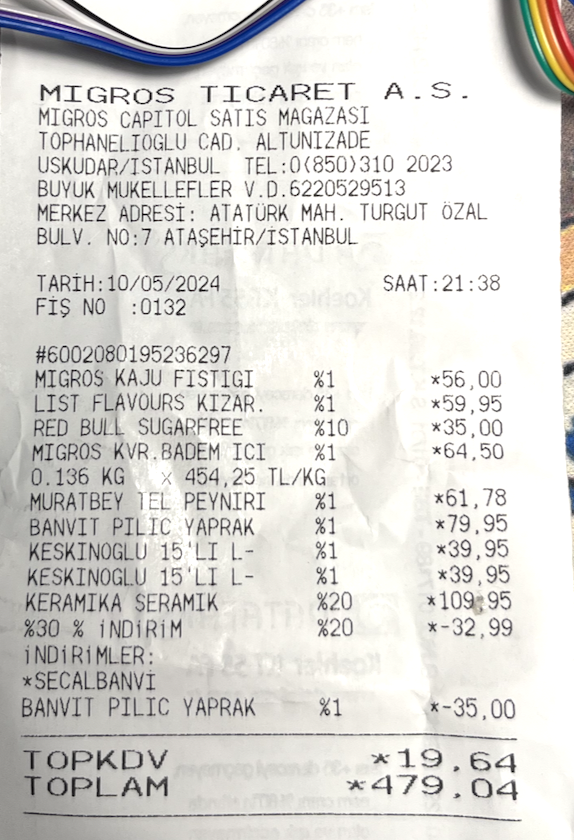 MIGROS TICARET A.S.
MIGROS CAPITOL SATIS MAGAZASI
TOPHANELIOGLU CAD. ALTUNIZADE
USKUDAR/ISTANBUL TEL:0(850)310 2023
BUYUK MUKELLEFLER V.D.6220529513
MERKEZ ADRESİ: ATATÜRK MAH. TURGUT ÖZAL
BULV. NO:7 ATAŞEHİR/İSTANBUL
TARİH:10/05/2024 SAAT:21:38
FİŞ NO :0132
#6002080195236297
MIGROS KAJU FISTIGI %1 *56,00
LIST FLAVOURS KIZAR. %1 *59,95
RED BULL SUGARFREE %10 *35,00
MIGROS KVR.BADEM ICI %1 *64,50
0.136 KG x 454,25 TL/KG
MURATBEY TEL PEYNIRI %1 *61,78
BANVIT PILIC YAPRAK %1 *79,95
KESKINOGLU 15'LI L- %1 *39,95
KESKINOGLU 15'LI L- %1 *39,95
KERAMIKA SERAMIK %20 *109,95
%30 % İNDİRİM %20 *-32,99
İNDİRİMLER:
*SECALBANVİ
BANVIT PILIC YAPRAK %1 *-35,00
TOPKDV *19,64
TOPLAM *479,04